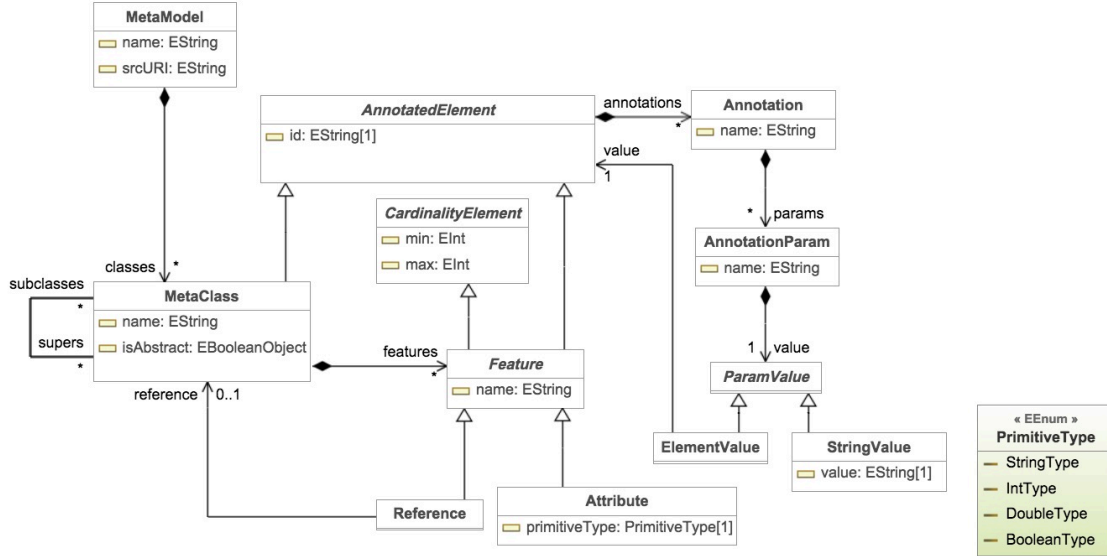 MetaModel
name: EString
srcURI: EString
AnnotatedElement
id: EString[1]
annotations
*
Annotation
name: EString
value
1
CardinalityElement
min: EInt
max: EInt
* params
AnnotationParam
name: EString
classes *
subclasses
*
supers
*
MetaClass
name: EString
isAbstract: EBooleanObject
features
*
Feature
name: EString
1 value
ParamValue
reference 0..1
ElementValue
StringValue
value: EString[1]
Reference
Attribute
primitiveType: PrimitiveType[1]
« EEnum »
PrimitiveType
StringType
IntType
DoubleType
BooleanType